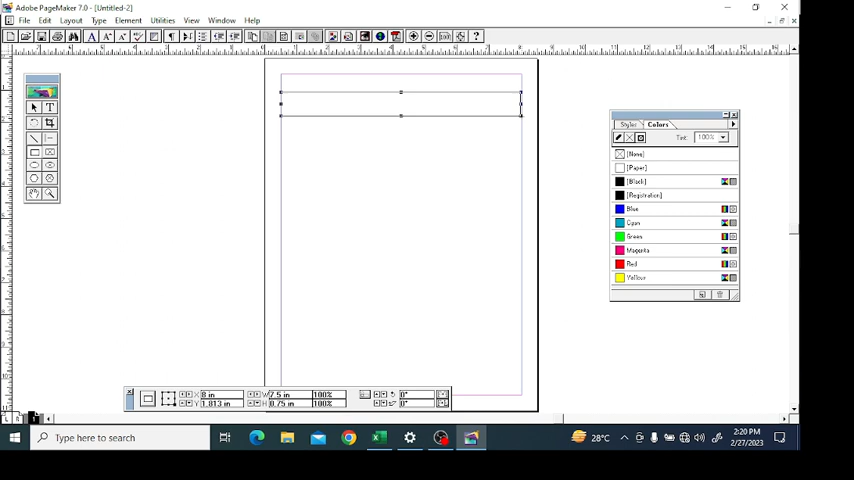 Adobe PageMaker 7.0 - [Untitled-2]
File Edit Layout Type Element Utilities View Window Help
Styles Colors
Tint: 100%
[None]
[Paper]
[Black]
[Registration]
Blue
Cyan
Green
Magenta
Red
Yellow
X 8 in W 7.5 in 100% 0°
Y 1.813 in H 0.75 in 100% 0°
L R 1
Type here to search
28°C
2:20 PM
2/27/2023